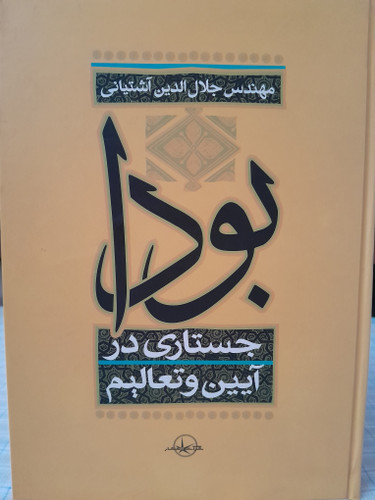 مهندس جلال الدین آشتیانی
بودا
جستاری در
آیین و تعالیم